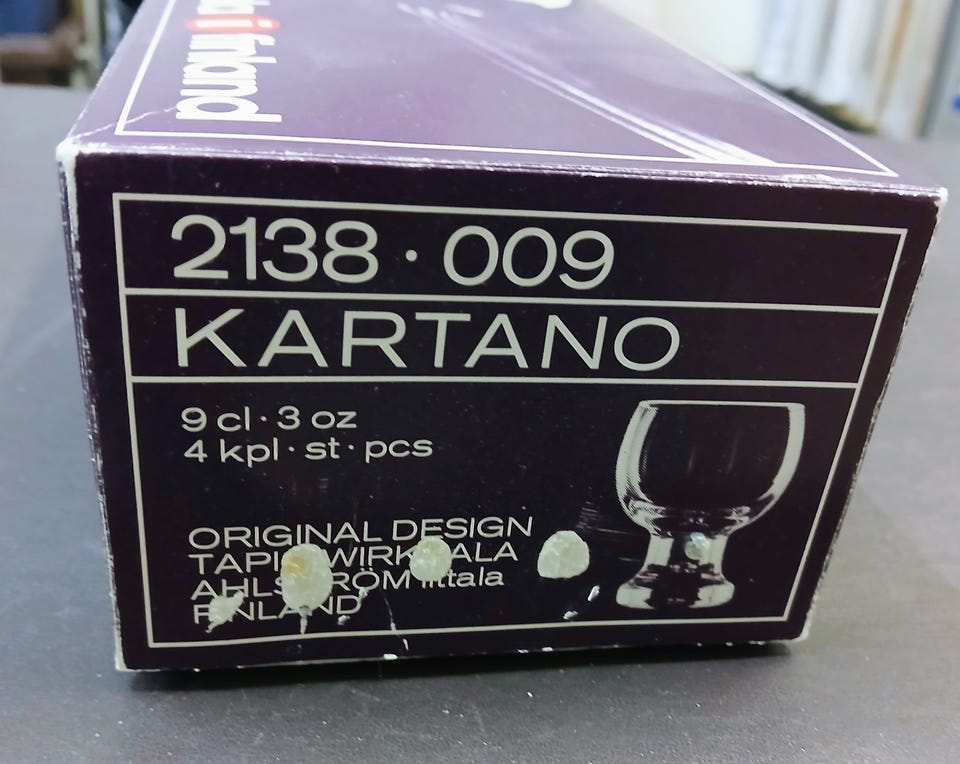 finland
2138 · 009
KARTANO
9 cl · 3 oz
4 kpl · st · pcs
ORIGINAL DESIGN
TAPIO WIRKKALA
AHLSTRÖM iittala
FINLAND